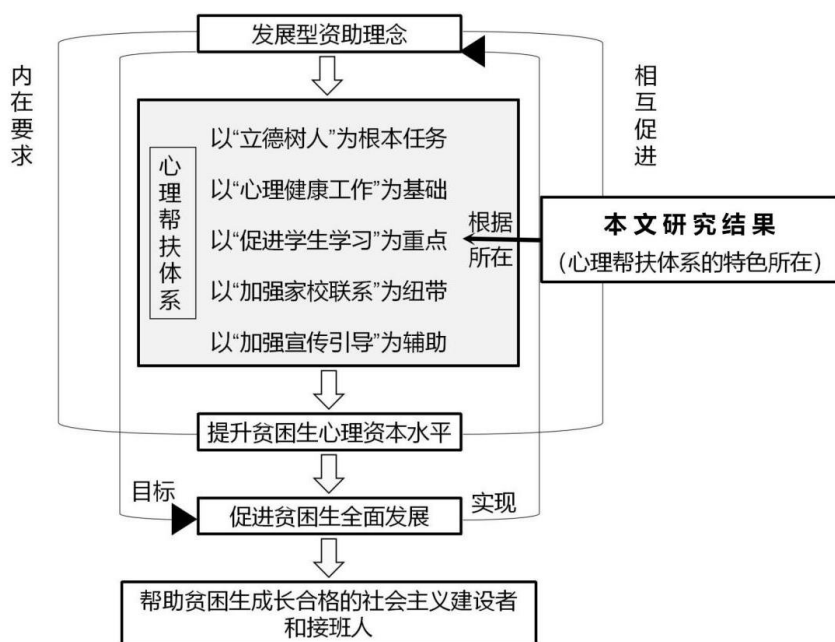 发展型资助理念
内在要求
相互促进
心理帮扶体系
以“立德树人”为根本任务
以“心理健康工作”为基础
以“促进学生学习”为重点
以“加强家校联系”为纽带
以“加强宣传引导”为辅助
根据
所在
本文研究结果
（心理帮扶体系的特色所在）
提升贫困生心理资本水平
目标
实现
促进贫困生全面发展
帮助贫困生成长合格的社会主义建设者
和接班人